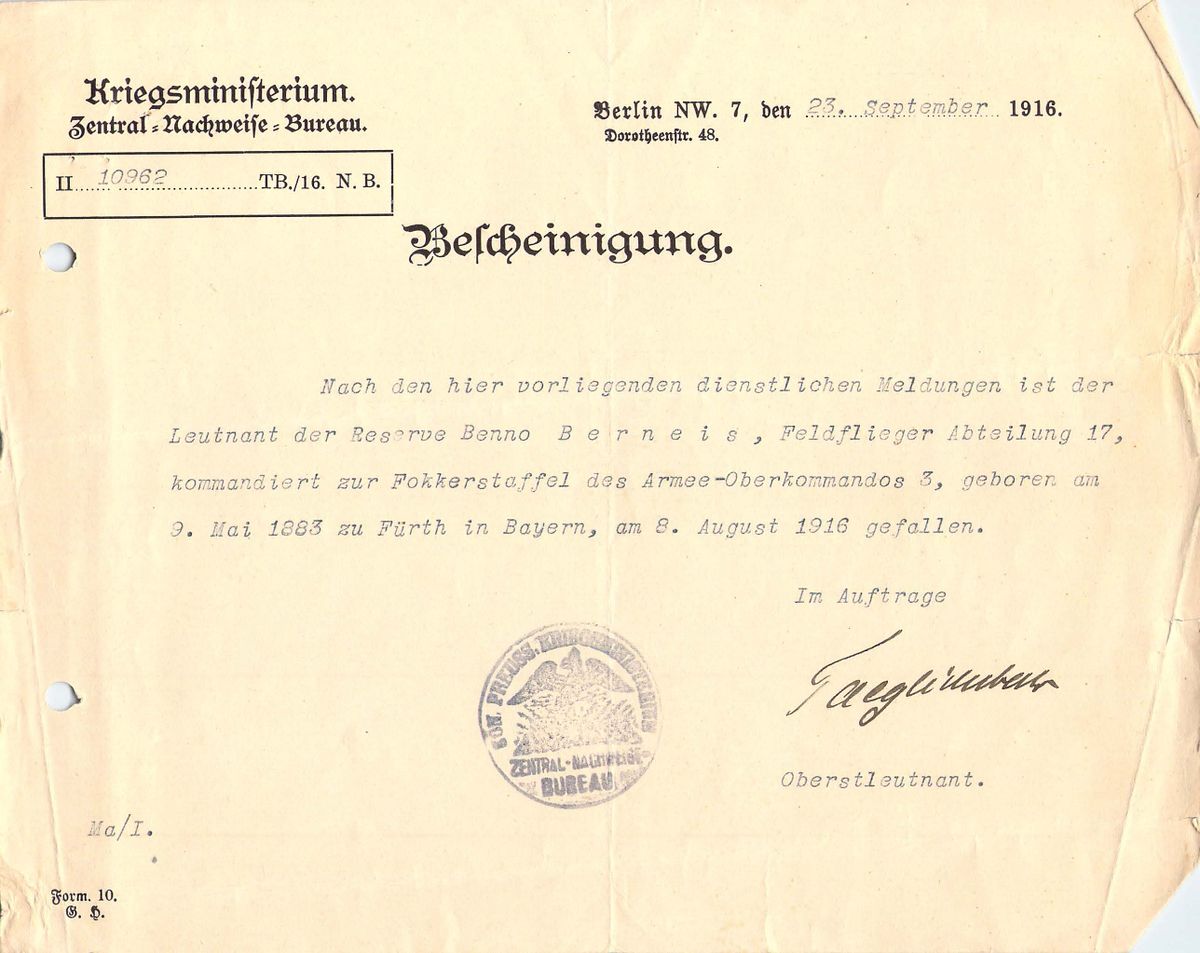 Kriegsministerium.
Zentral=Nachweise=Bureau.
Berlin NW. 7, den 23. September 1916.
Dorotheenstr. 48.
II 10962 TB./16. N. B.
Bescheinigung.
Nach den hier vorliegenden dienstlichen Meldungen ist der
Leutnant der Reserve Benno B e r n e i s , Feldflieger Abteilung 17,
kommandiert zur Fokkerstaffel des Armee-Oberkommandos 3, geboren am
9. Mai 1883 zu Fürth in Bayern, am 8. August 1916 gefallen.
Im Auftrage
KÖN. PREUSS. KRIEGSMINISTERIUM
ZENTRAL-NACHWEISE-
BUREAU
Oberstleutnant.
Ma/I.
Form. 10.
G. H.